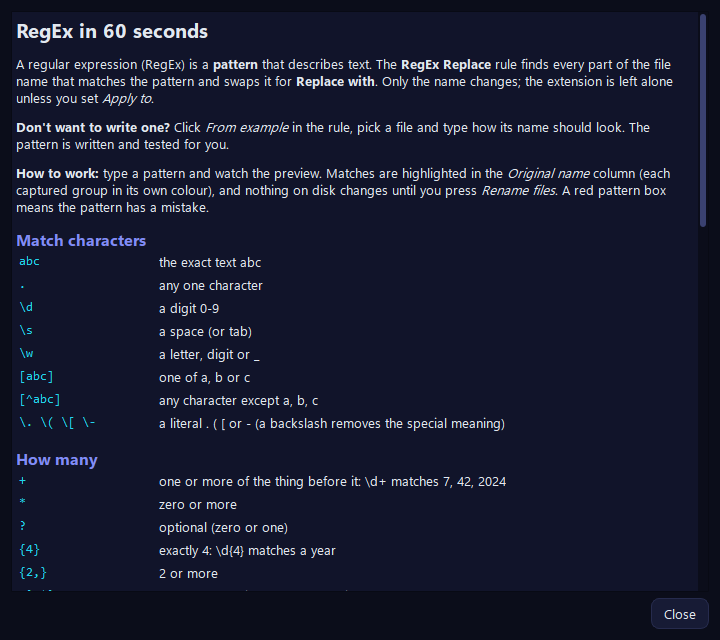 RegEx in 60 seconds
A regular expression (RegEx) is a pattern that describes text. The RegEx Replace rule finds every part of the file
name that matches the pattern and swaps it for Replace with. Only the name changes; the extension is left alone
unless you set Apply to.
Don't want to write one? Click From example in the rule, pick a file and type how its name should look. The
pattern is written and tested for you.
How to work: type a pattern and watch the preview. Matches are highlighted in the Original name column (each
captured group in its own colour), and nothing on disk changes until you press Rename files. A red pattern box
means the pattern has a mistake.
Match characters
abc the exact text abc
. any one character
\d a digit 0-9
\s a space (or tab)
\w a letter, digit or _
[abc] one of a, b or c
[^abc] any character except a, b, c
\. \( \[ \- a literal . ( [ or - (a backslash removes the special meaning)
How many
+ one or more of the thing before it: \d+ matches 7, 42, 2024
* zero or more
? optional (zero or one)
{4} exactly 4: \d{4} matches a year
{2,} 2 or more
Close